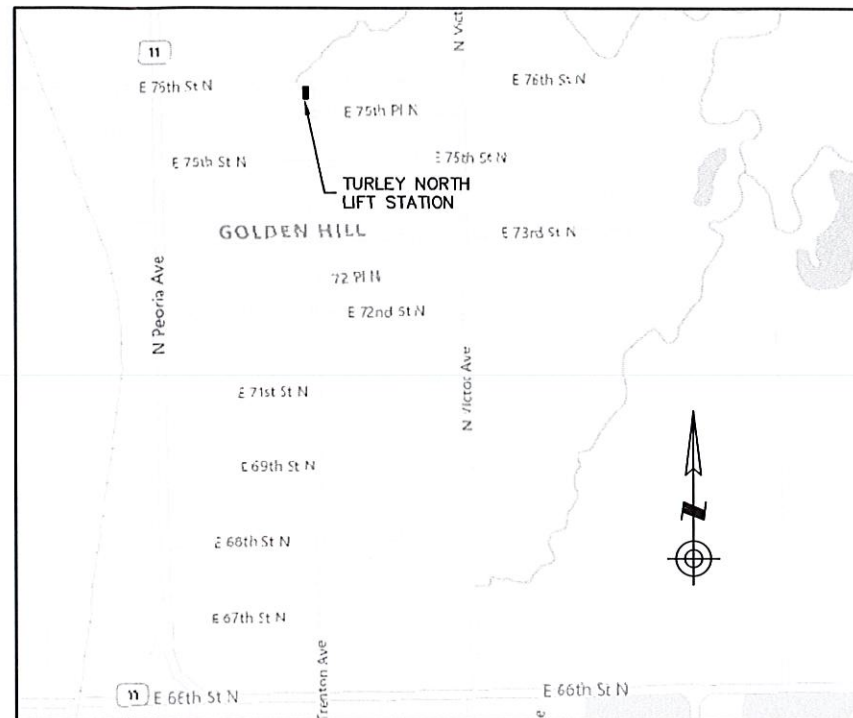 N Vict
11
E 76th St N
E 76th St N
E 75th Pl N
E 75th St N
E 75th St N
TURLEY NORTH
LIFT STATION
GOLDEN HILL
E 73rd St N
72 Pl N
N Peoria Ave
E 72nd St N
N Victor Ave
E 71st St N
E 69th St N
N
E 68th St N
E 67th St N
Trenton Ave
11
E 66th St N
E 66th St N
e